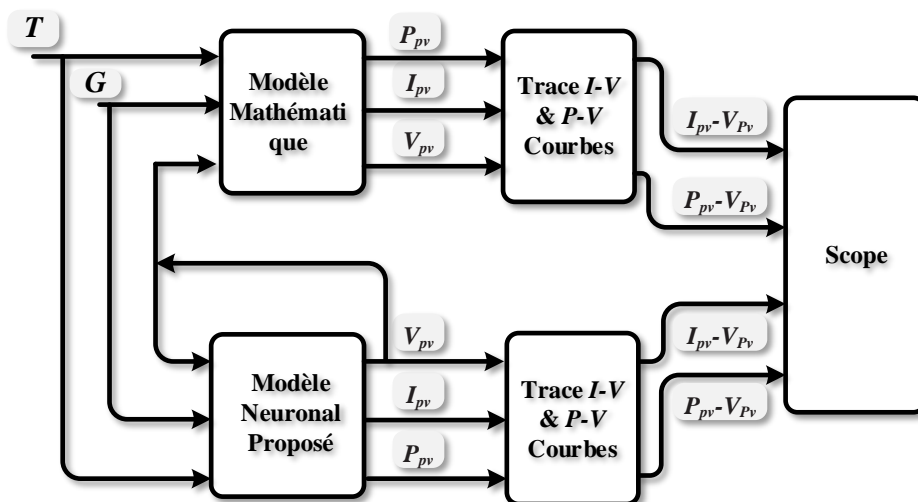 T
G
Modèle
Mathémati
que
P_pv
I_pv
V_pv
Trace I-V
& P-V
Courbes
I_pv-V_Pv
P_pv-V_Pv
Scope
Modèle
Neuronal
Proposé
V_pv
I_pv
P_pv
Trace I-V
& P-V
Courbes
I_pv-V_Pv
P_pv-V_Pv